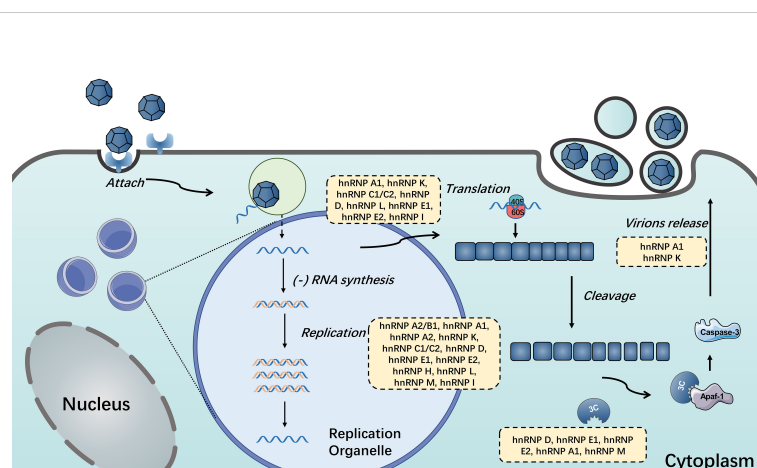 Attach
hnRNP A1, hnRNP K,
hnRNP C1/C2, hnRNP
D, hnRNP L, hnRNP E1,
hnRNP E2, hnRNP I
Translation
40S
60S
Virions release
hnRNP A1
hnRNP K
(-) RNA synthesis
Cleavage
Replication
hnRNP A2/B1, hnRNP A1,
hnRNP A2, hnRNP K,
hnRNP C1/C2, hnRNP D,
hnRNP E1, hnRNP E2,
hnRNP H, hnRNP L,
hnRNP M, hnRNP I
Caspase-3
3C
Apaf-1
3C
Nucleus
Replication
Organelle
hnRNP D, hnRNP E1, hnRNP
E2, hnRNP A1, hnRNP M
Cytoplasm